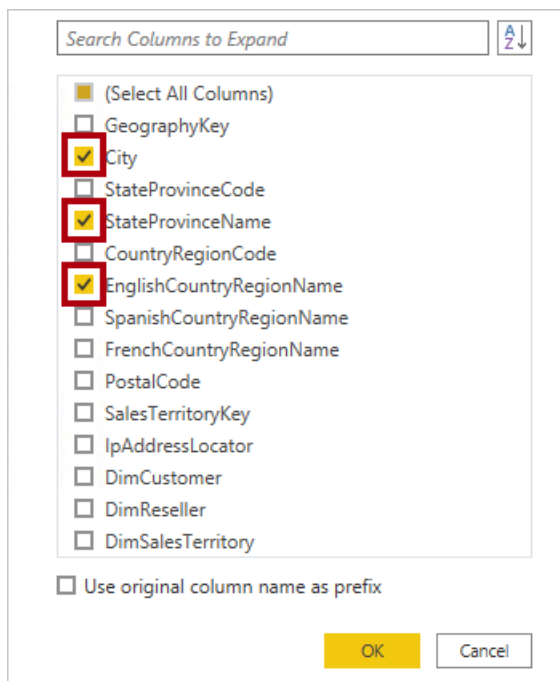 Search Columns to Expand
A
Z
(Select All Columns)
GeographyKey
City
StateProvinceCode
StateProvinceName
CountryRegionCode
EnglishCountryRegionName
SpanishCountryRegionName
FrenchCountryRegionName
PostalCode
SalesTerritoryKey
IpAddressLocator
DimCustomer
DimReseller
DimSalesTerritory
Use original column name as prefix
OK Cancel